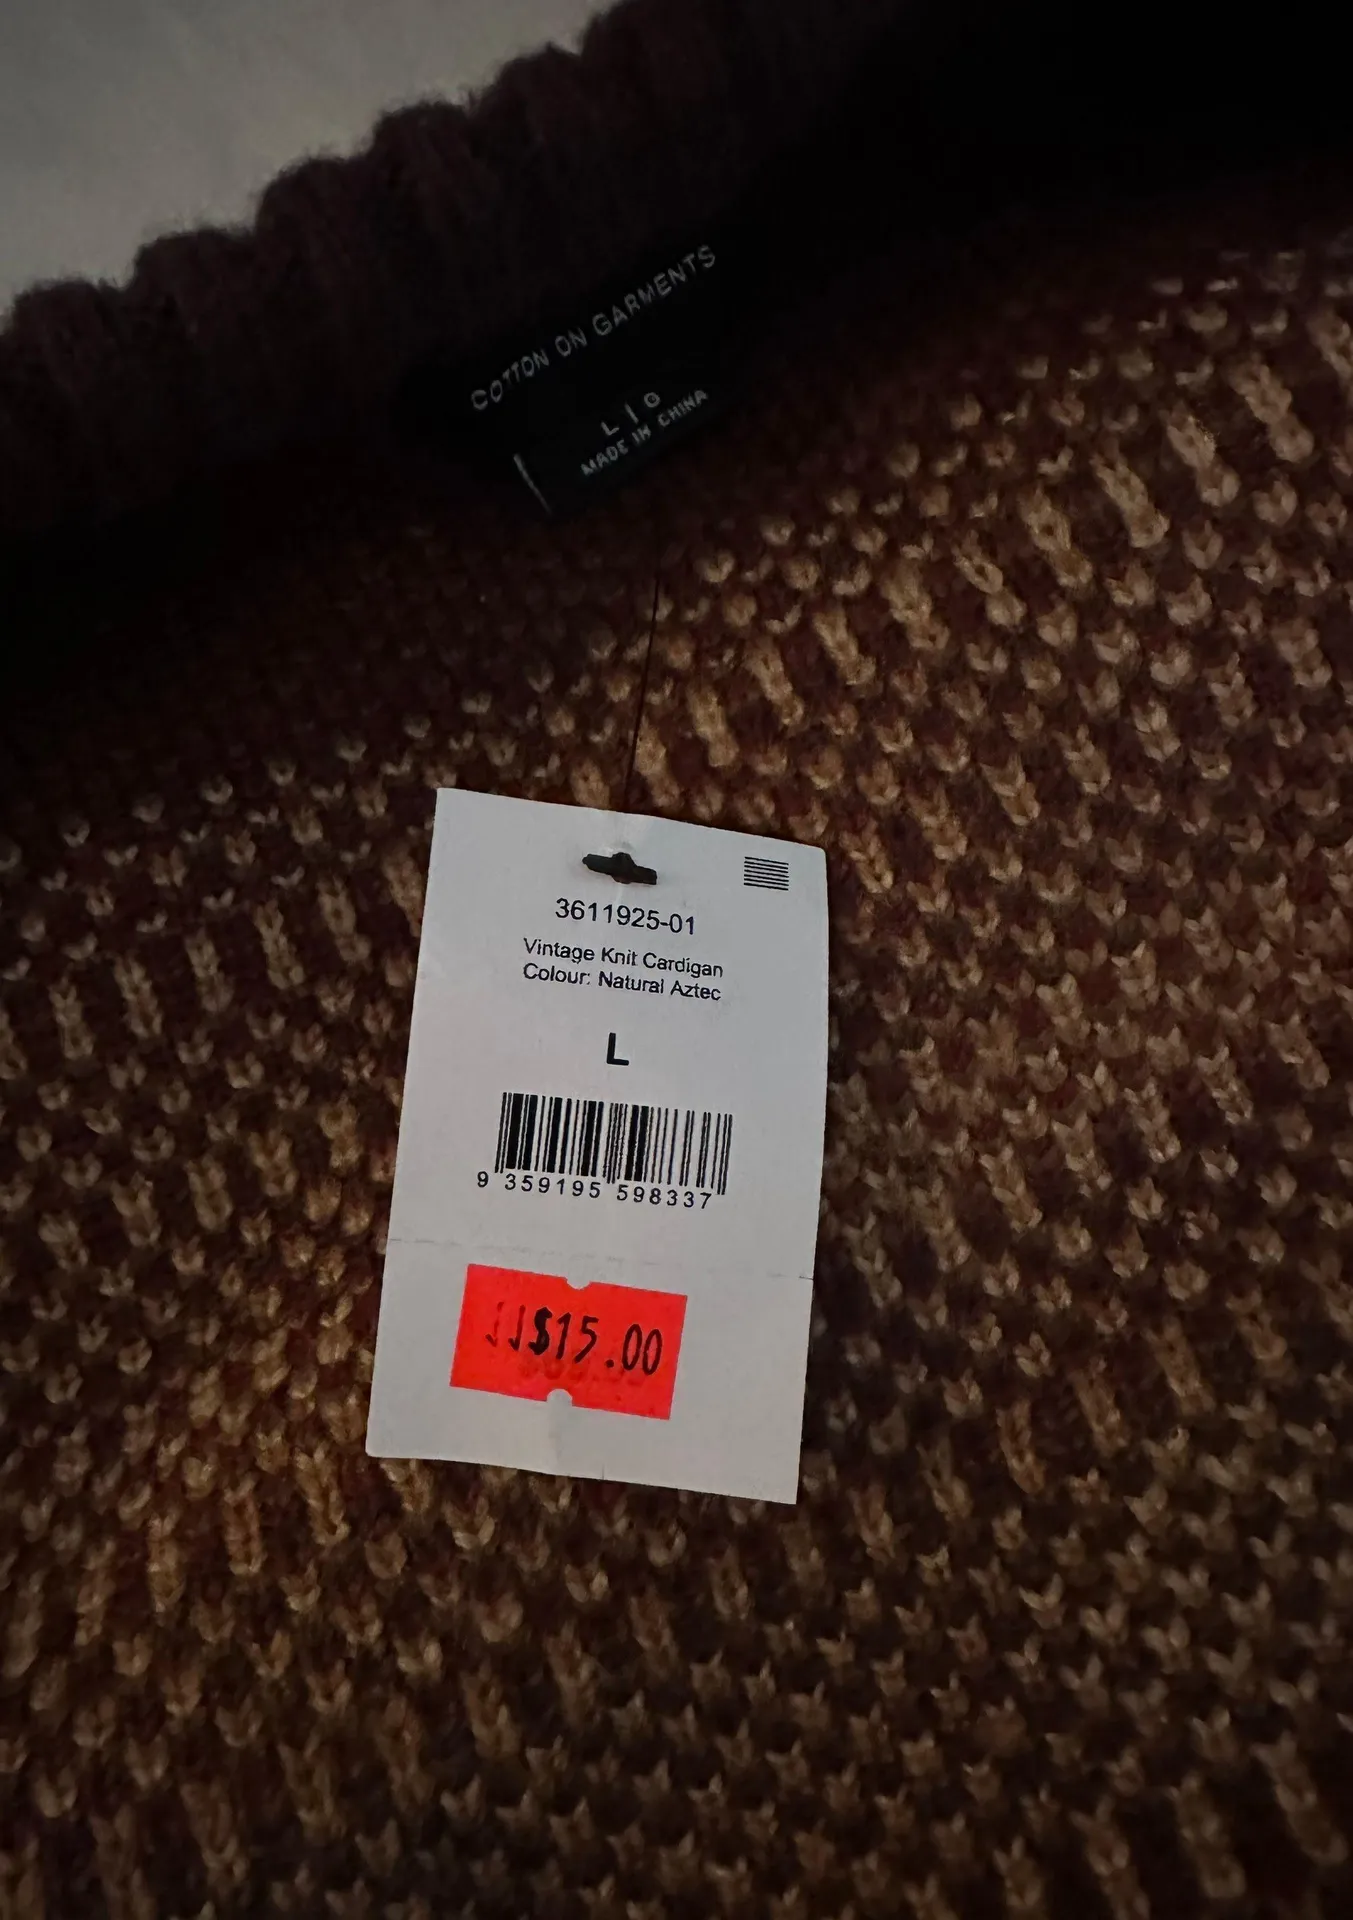 COTTON ON GARMENTS
L | G
MADE IN CHINA
3611925-01
Vintage Knit Cardigan
Colour: Natural Aztec
L
9 359195 598337
$15.00